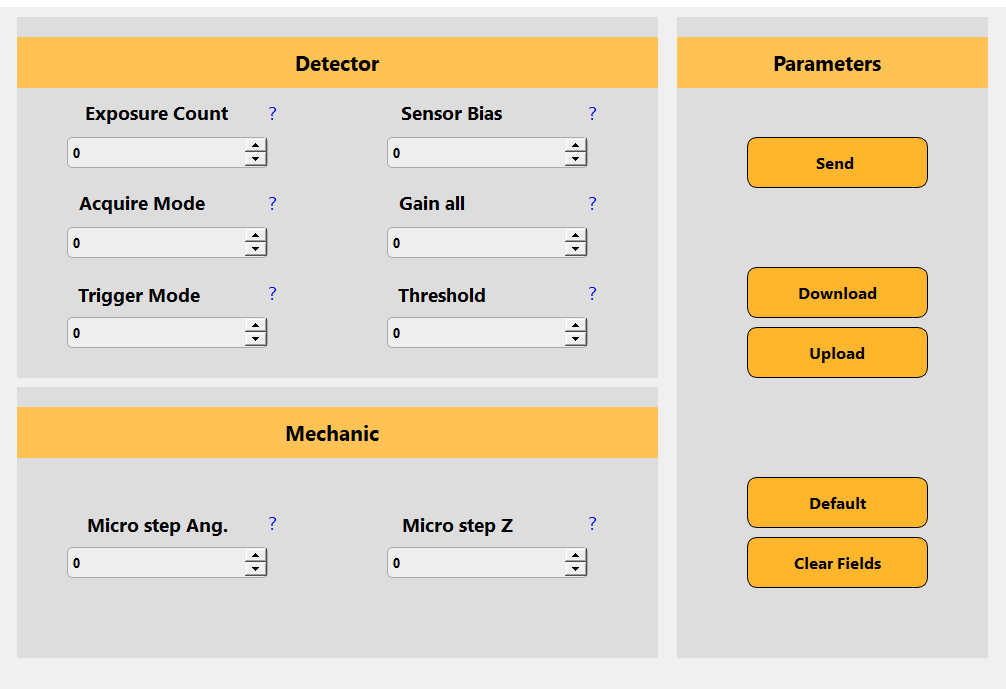 Detector
Exposure Count ?
Sensor Bias ?
0
0
Acquire Mode ?
Gain all ?
0
0
Trigger Mode ?
Threshold ?
0
0
Mechanic
Micro step Ang. ?
Micro step Z ?
0
0
Parameters
Send
Download
Upload
Default
Clear Fields